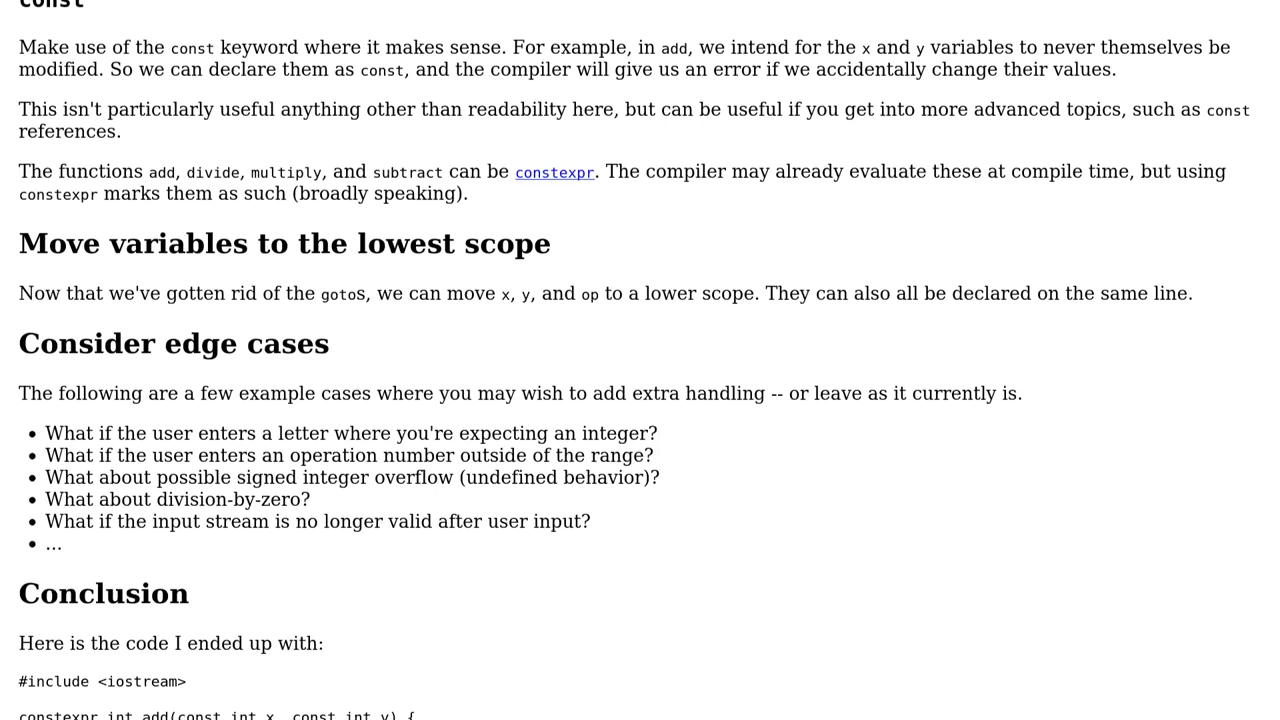 const
Make use of the const keyword where it makes sense. For example, in add, we intend for the x and y variables to never themselves be
modified. So we can declare them as const, and the compiler will give us an error if we accidentally change their values.
This isn't particularly useful anything other than readability here, but can be useful if you get into more advanced topics, such as const
references.
The functions add, divide, multiply, and subtract can be constexpr. The compiler may already evaluate these at compile time, but using
constexpr marks them as such (broadly speaking).
Move variables to the lowest scope
Now that we've gotten rid of the gotos, we can move x, y, and op to a lower scope. They can also all be declared on the same line.
Consider edge cases
The following are a few example cases where you may wish to add extra handling -- or leave as it currently is.
• What if the user enters a letter where you're expecting an integer?
• What if the user enters an operation number outside of the range?
• What about possible signed integer overflow (undefined behavior)?
• What about division-by-zero?
• What if the input stream is no longer valid after user input?
• ...
Conclusion
Here is the code I ended up with:
#include <iostream>
constexpr int add(const int x, const int y) {